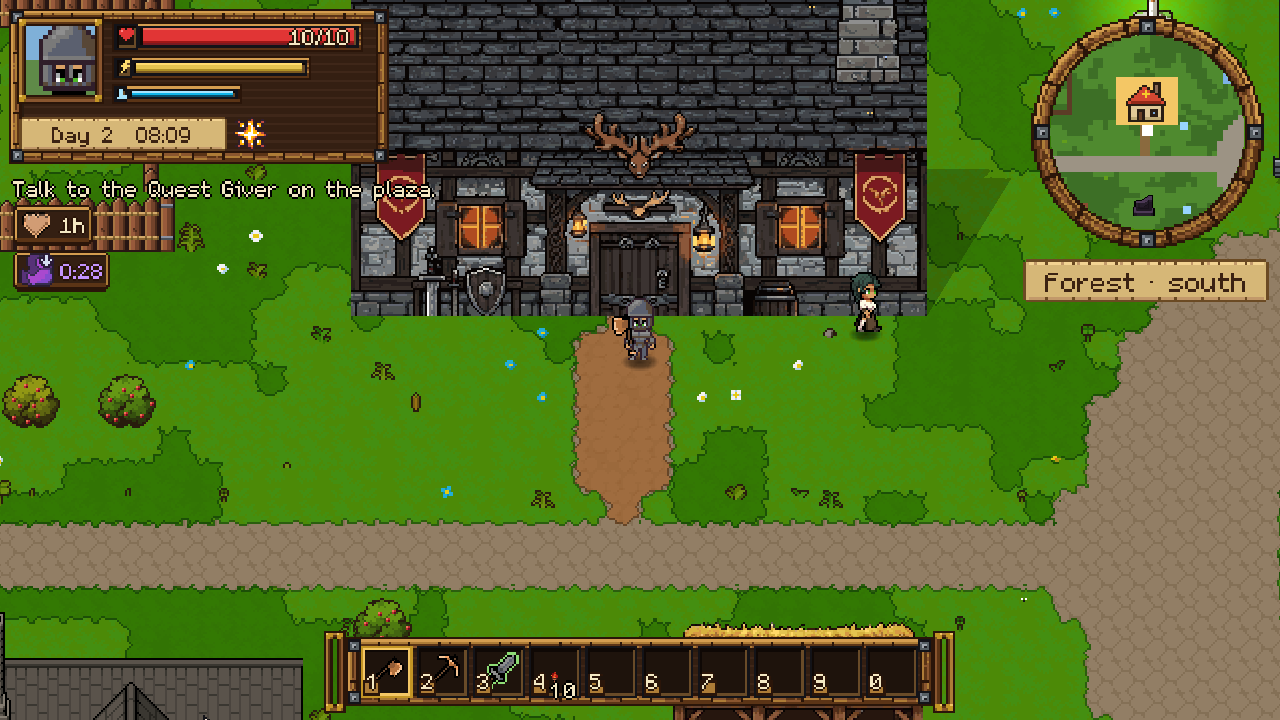 10/10
Day 2 08:09
Talk to the Quest Giver on the plaza.
1h
0:28
Forest · south
1 2 3 4 10 5 6 7 8 9 0